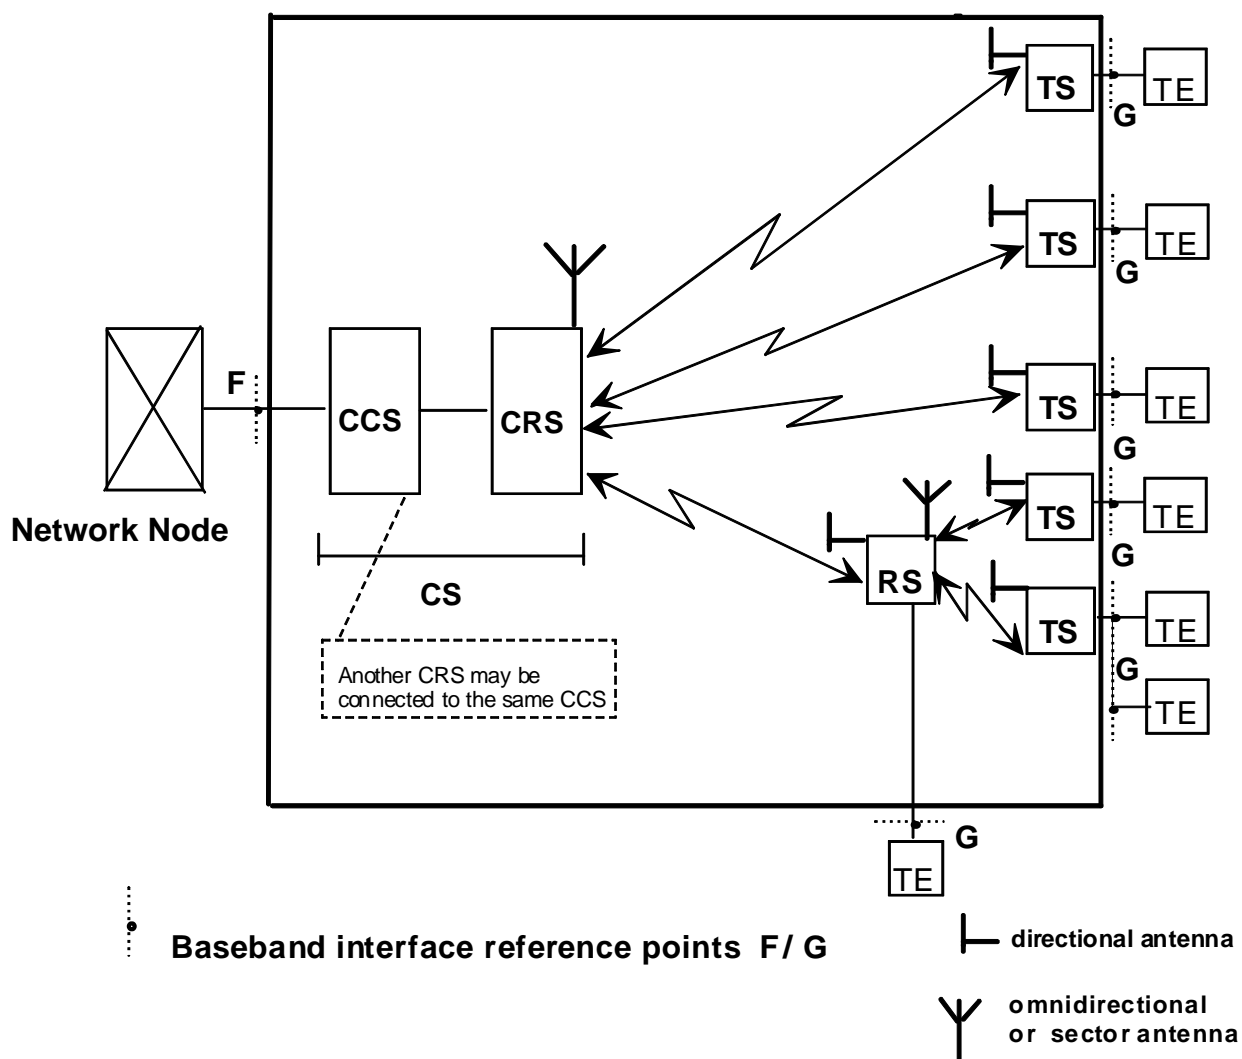 TS
TE
G
TS
TE
G
F
CCS
CRS
TS
TE
G
Network Node
TS
TE
G
CS
RS
TS
TE
G
Another CRS may be
connected to the same CCS
TE
G
TE
Baseband interface reference points F/ G
directional antenna
omnidirectional
or sector antenna